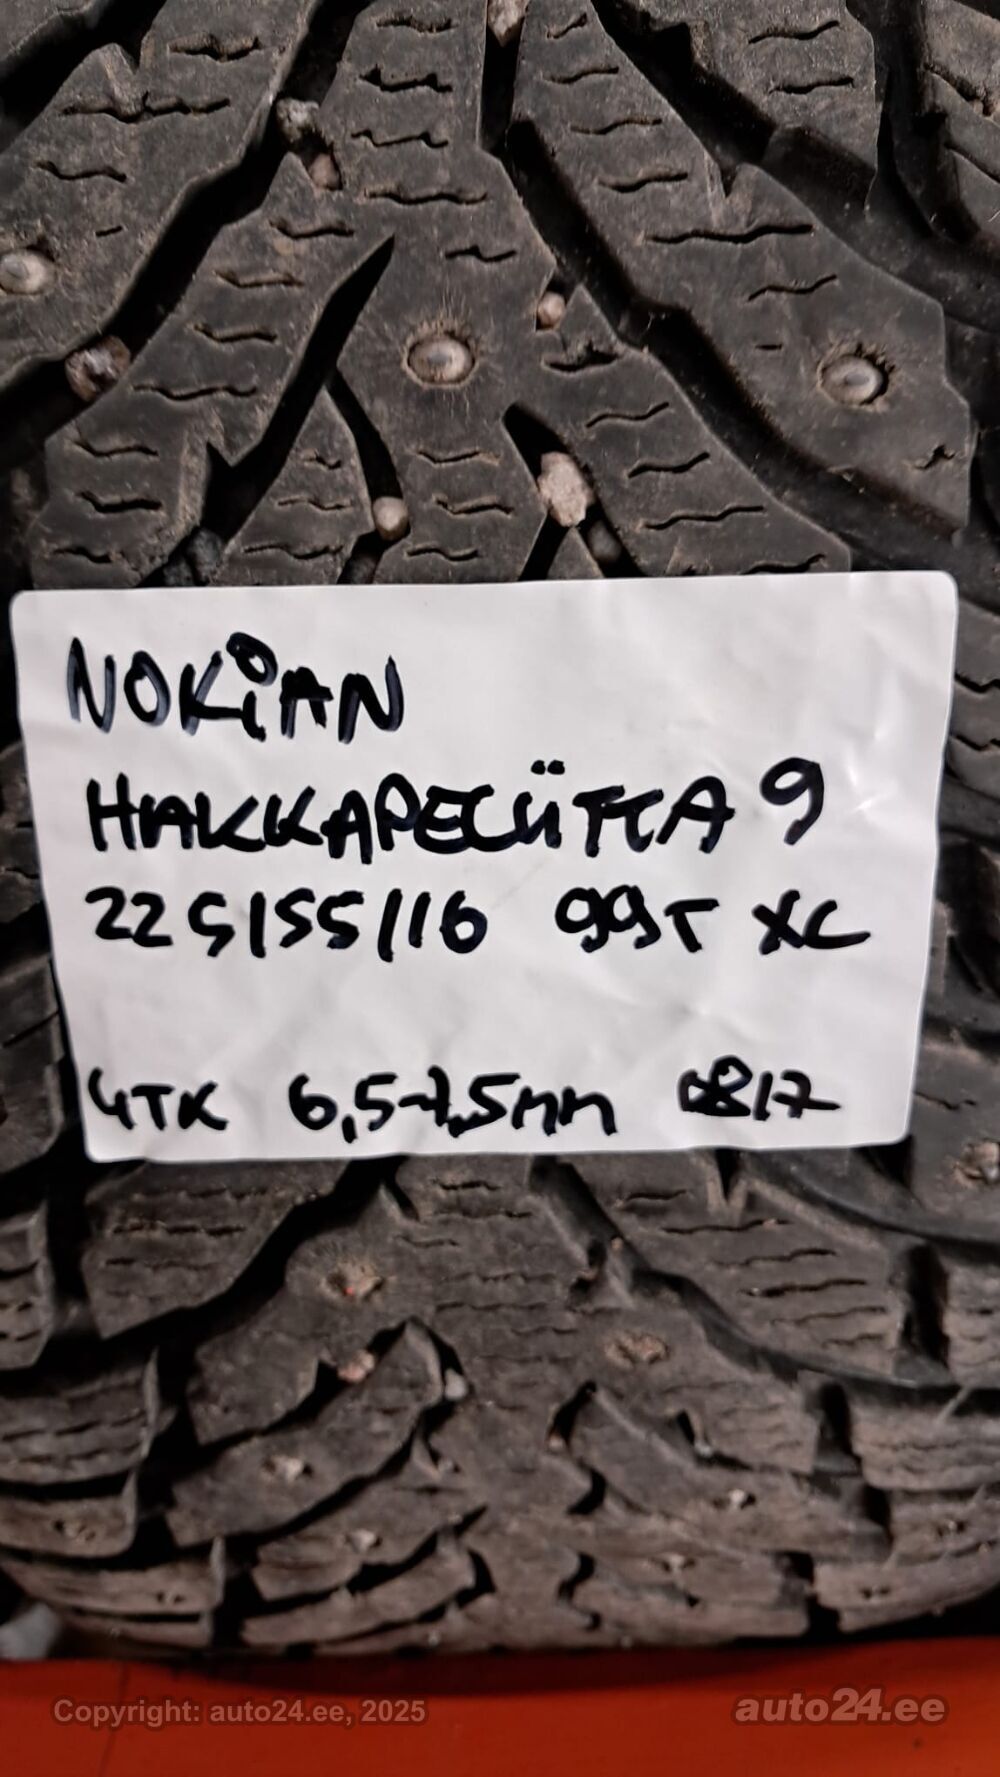 NOKiAN
HAKKAPELiiTTA 9
225/55/16 99T XL
4TK 6,5-7,5mm 0817
Copyright: auto24.ee, 2025
auto24.ee